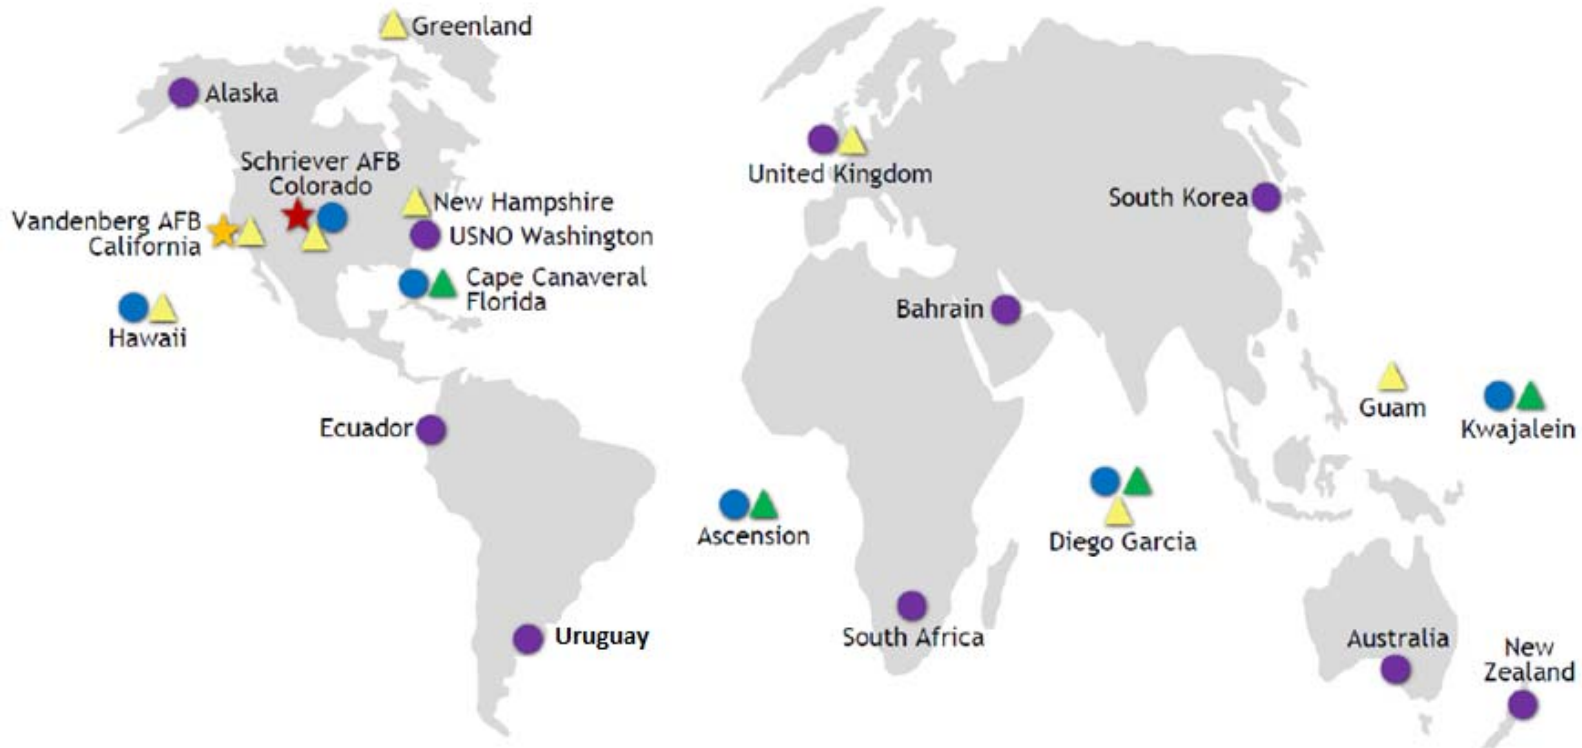 Greenland
Alaska
Schriever AFB
Colorado
New Hampshire
Vandenberg AFB
California
USNO Washington
Cape Canaveral
Florida
Hawaii
United Kingdom
South Korea
Bahrain
Guam
Kwajalein
Ecuador
Ascension
Diego Garcia
Uruguay
South Africa
Australia
New
Zealand